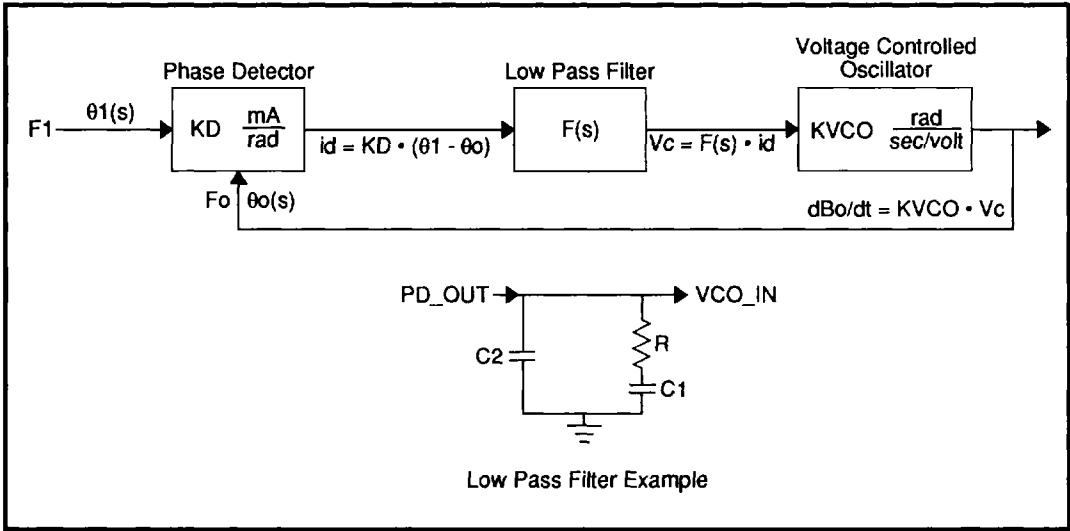 Phase Detector
Low Pass Filter
Voltage Controlled
Oscillator
F1
θ1(s)
KD mA
rad
id = KD • (θ1 - θo)
F(s)
Vc = F(s) • id
KVCO rad
sec/volt
Fo θo(s)
dBo/dt = KVCO • Vc
PD_OUT
VCO_IN
C2
R
C1
Low Pass Filter Example